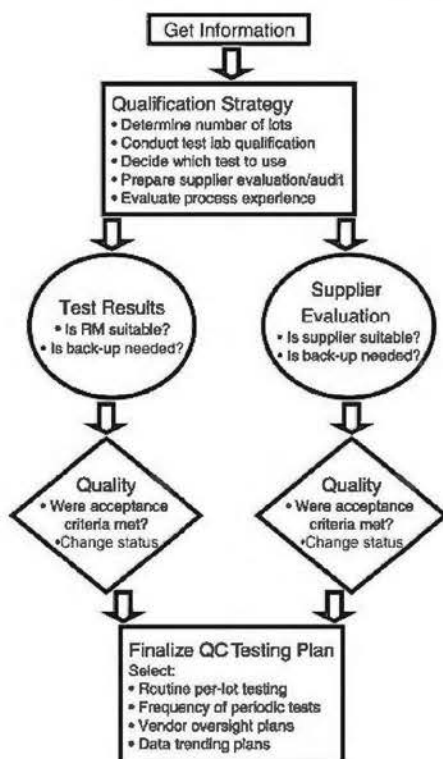 Get Information
Qualification Strategy
• Determine number of lots
• Conduct test lab qualification
• Decide which test to use
• Prepare supplier evaluation/audit
• Evaluate process experience
Test Results
• Is RM suitable?
• Is back-up needed?
Supplier
Evaluation
• Is supplier suitable?
• Is back-up needed?
Quality
• Were acceptance
criteria met?
•Change status
Quality
• Were acceptance
criteria met?
•Change status
Finalize QC Testing Plan
Select:
• Routine per-lot testing
• Frequency of periodic tests
• Vendor oversight plans
• Data trending plans